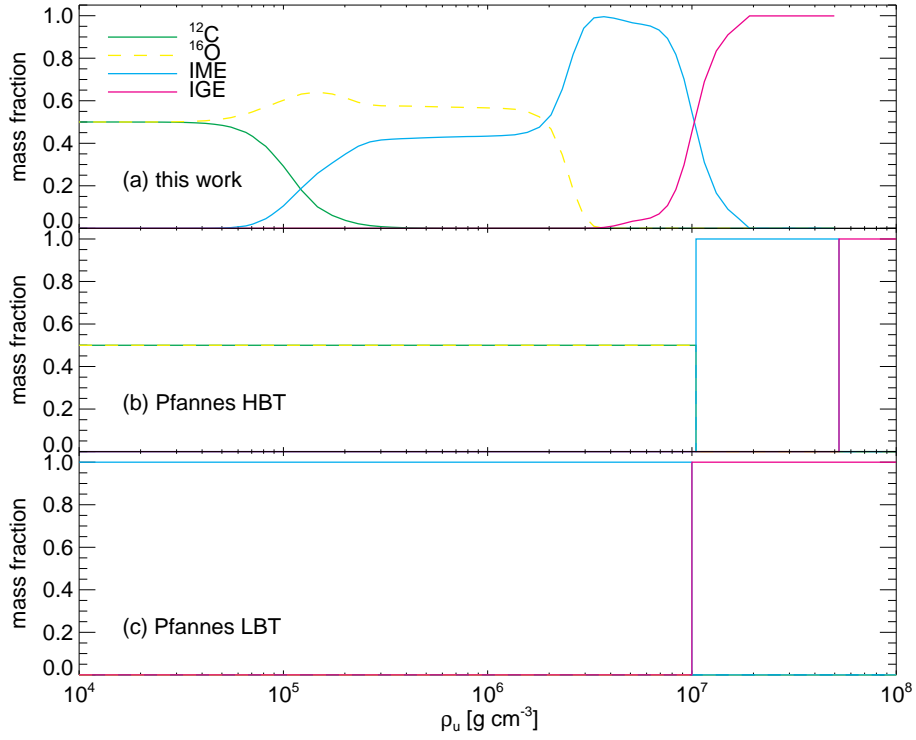 1.0
0.8
0.6
0.4
0.2
0.0
mass fraction
¹²C
¹⁶O
IME
IGE
(a) this work
1.0
0.8
0.6
0.4
0.2
0.0
mass fraction
(b) Pfannes HBT
1.0
0.8
0.6
0.4
0.2
0.0
mass fraction
(c) Pfannes LBT
10⁴ 10⁵ 10⁶ 10⁷ 10⁸
ρᵤ [g cm⁻³]